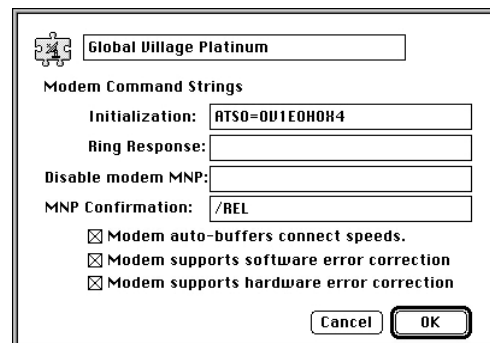 Global Village Platinum
Modem Command Strings
Initialization: ATS0=0V1E0H0X4
Ring Response:
Disable modem MNP:
MNP Confirmation: /REL
Modem auto-buffers connect speeds.
Modem supports software error correction
Modem supports hardware error correction
Cancel OK